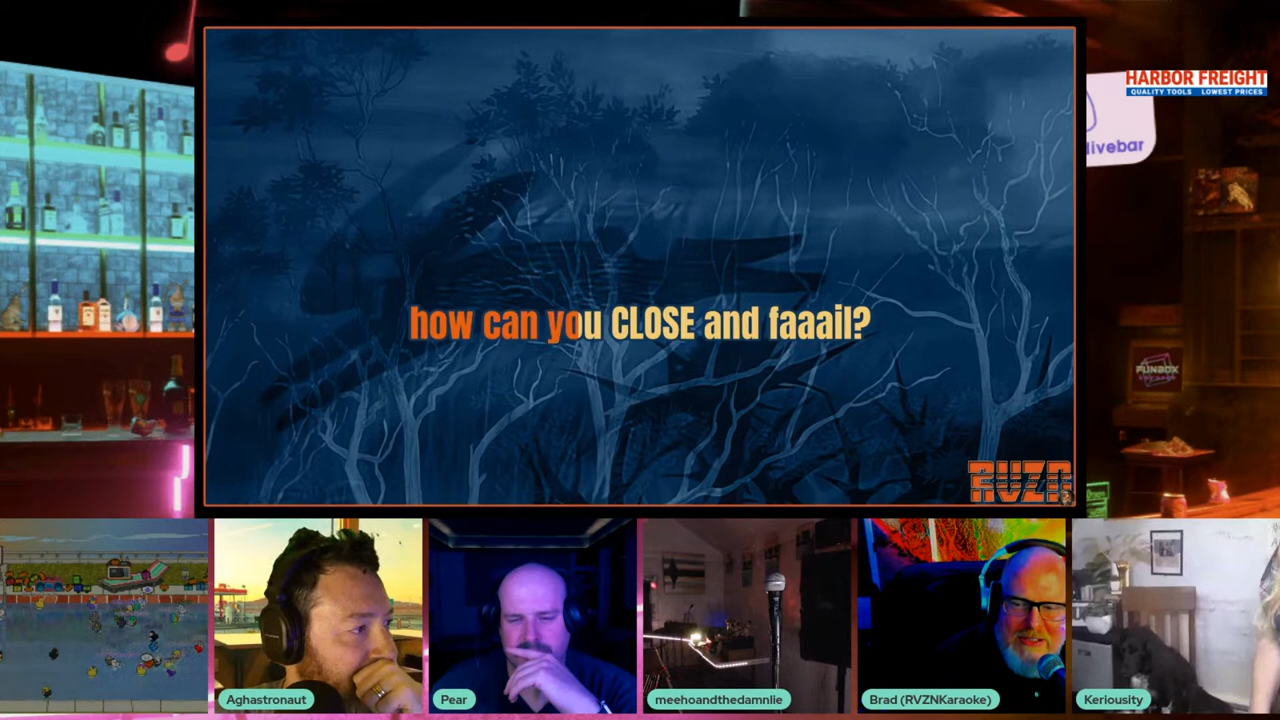 HARBOR FREIGHT
QUALITY TOOLS LOWEST PRICES
livebar
how can you CLOSE and faaail?
FUNBOX
RVZN
Aghastronaut
Pear
meehoandthedamnlie
Brad (RVZNKaraoke)
Keriousity